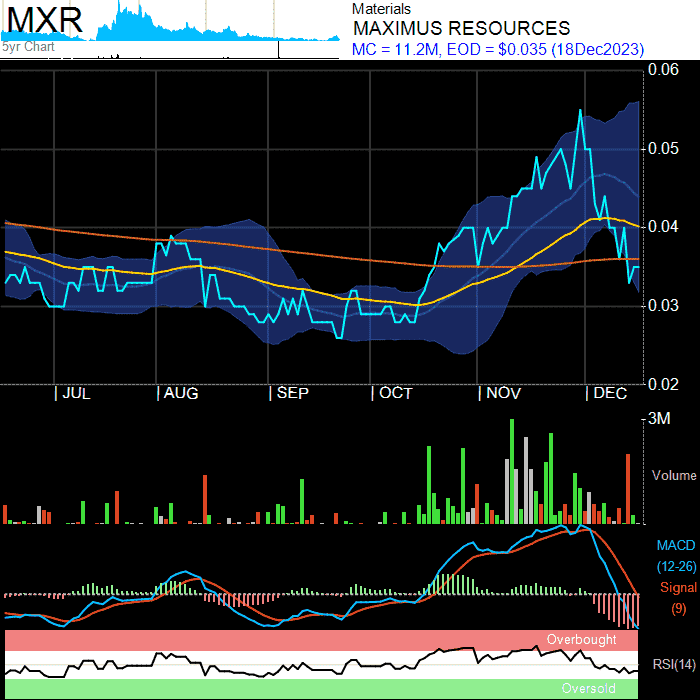 MXR
5yr Chart
Materials
MAXIMUS RESOURCES
MC = 11.2M, EOD = $0.035 (18Dec2023)
0.06
0.05
0.04
0.03
0.02
JUL
AUG
SEP
OCT
NOV
DEC
3M
Volume
MACD
(12-26)
Signal
(9)
Overbought
RSI(14)
Oversold